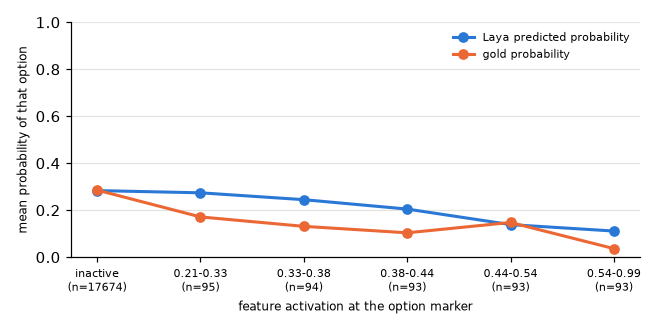 1.0
0.8
0.6
0.4
0.2
0.0
mean probability of that option
Laya predicted probability
gold probability
inactive
(n=17674)
0.21-0.33
(n=95)
0.33-0.38
(n=94)
0.38-0.44
(n=93)
0.44-0.54
(n=93)
0.54-0.99
(n=93)
feature activation at the option marker